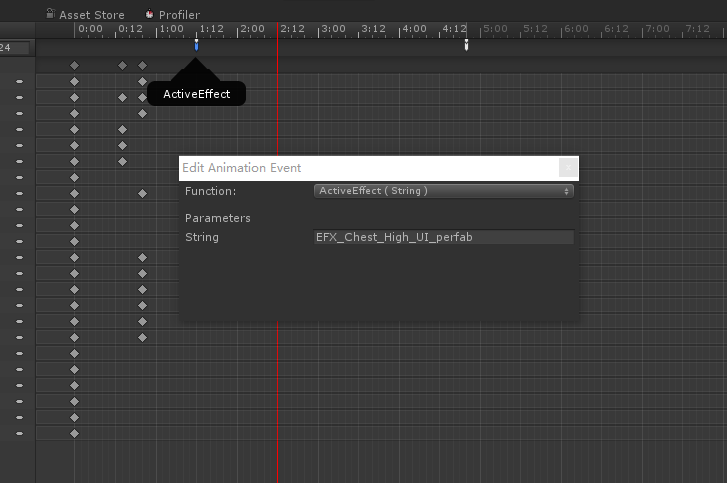 Asset Store Profiler
24 0:00 0:12 1:00 1:12 2:00 2:12 3:00 3:12 4:00 4:12 5:00 5:12 6:00 6:12 7:00 7:12
ActiveEffect
Edit Animation Event
Function: ActiveEffect ( String )
Parameters
String EFX_Chest_High_UI_perfab